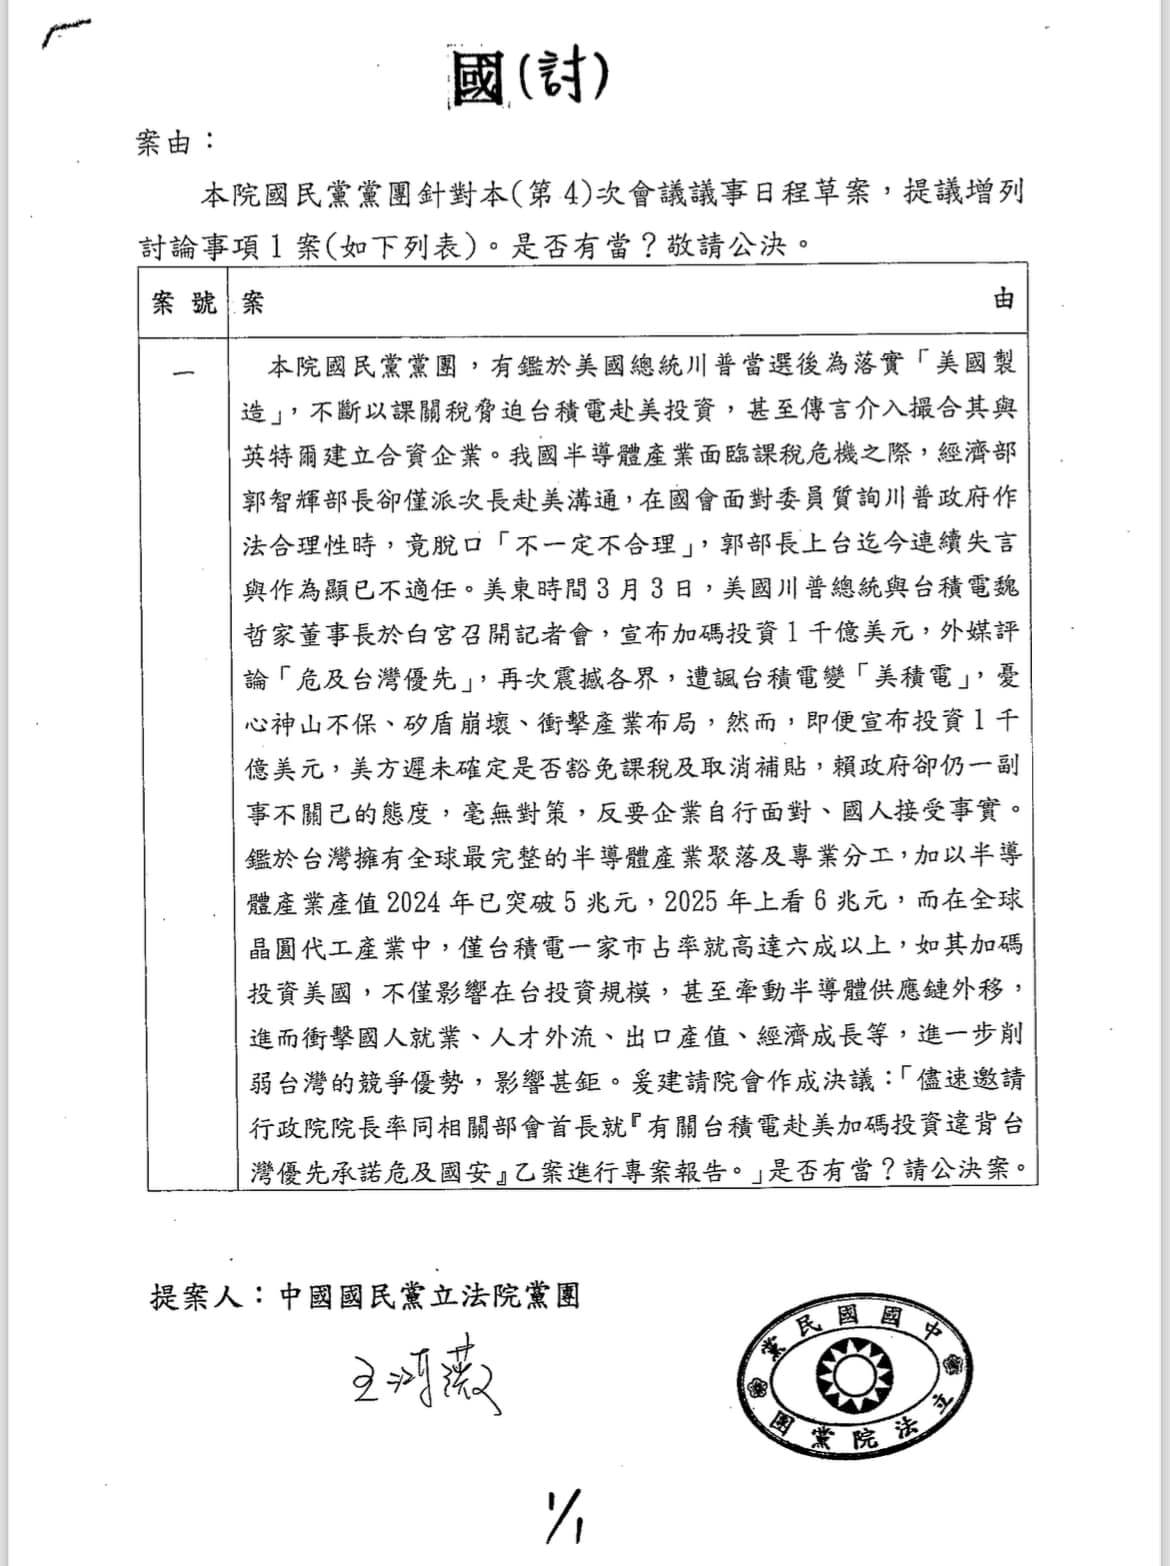 國(討)
案由：
本院國民黨黨團針對本(第4)次會議議事日程草案，提議增列
討論事項1案(如下列表)。是否有當？敬請公決。
案號 案由
一
本院國民黨黨團，有鑑於美國總統川普當選後為落實「美國製
造」，不斷以課關稅脅迫台積電赴美投資，甚至傳言介入撮合其與
英特爾建立合資企業。我國半導體產業面臨課稅危機之際，經濟部
郭智輝部長卻僅派次長赴美溝通，在國會面對委員質詢川普政府作
法合理性時，竟脫口「不一定不合理」，郭部長上台迄今連續失言
與作為顯已不適任。美東時間3月3日，美國川普總統與台積電魏
哲家董事長於白宮召開記者會，宣布加碼投資1千億美元，外媒評
論「危及台灣優先」，再次震撼各界，遭諷台積電變「美積電」，憂
心神山不保、矽盾崩壞、衝擊產業布局，然而，即便宣布投資1千
億美元，美方遲未確定是否豁免課稅及取消補貼，賴政府卻仍一副
事不關己的態度，毫無對策，反要企業自行面對、國人接受事實。
鑑於台灣擁有全球最完整的半導體產業聚落及專業分工，加以半導
體產業產值2024年已突破5兆元，2025年上看6兆元，而在全球
晶圓代工產業中，僅台積電一家市占率就高達六成以上，如其加碼
投資美國，不僅影響在台投資規模，甚至牽動半導體供應鏈外移，
進而衝擊國人就業、人才外流、出口產值、經濟成長等，進一步削
弱台灣的競爭優勢，影響甚鉅。爰建請院會作成決議：「儘速邀請
行政院院長率同相關部會首長就『有關台積電赴美加碼投資違背台
灣優先承諾危及國安』乙案進行專案報告。」是否有當？請公決案。
提案人：中國國民黨立法院黨團
王鴻薇
中國國民黨
立法院黨團
1/1